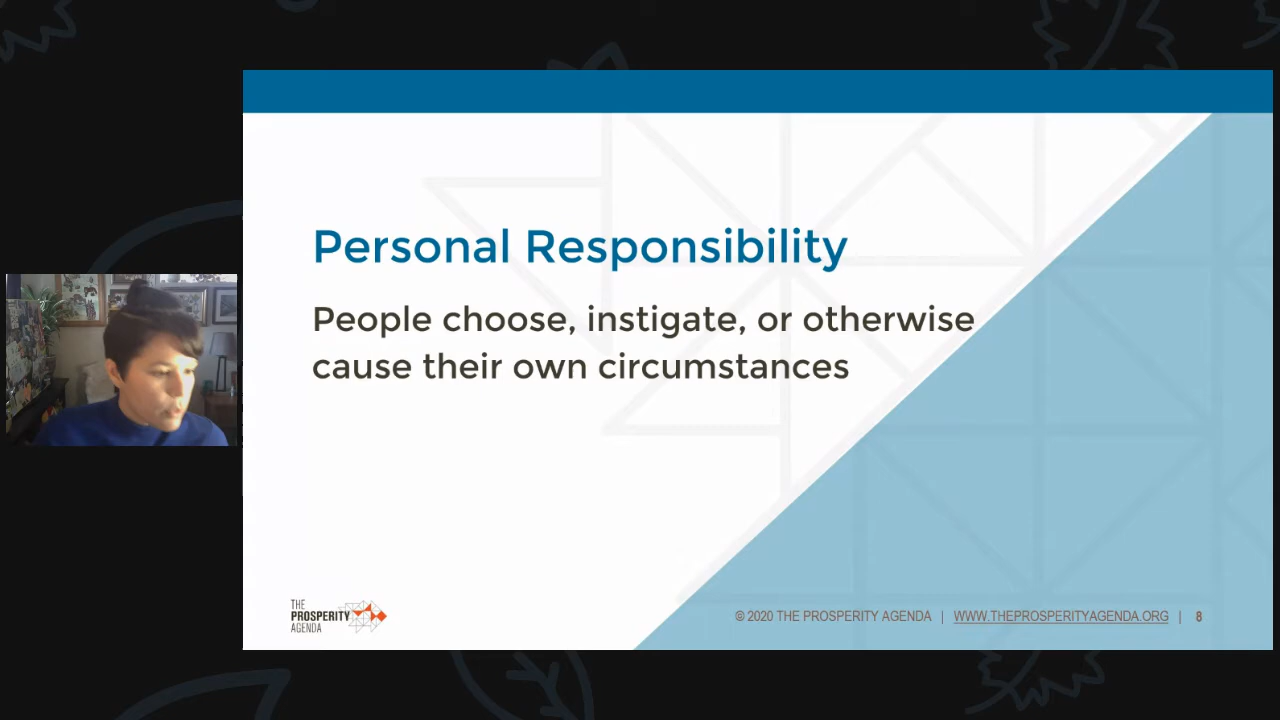 Personal Responsibility
People choose, instigate, or otherwise
cause their own circumstances
THE
PROSPERITY
AGENDA
© 2020 THE PROSPERITY AGENDA | WWW.THEPROSPERITYAGENDA.ORG | 8